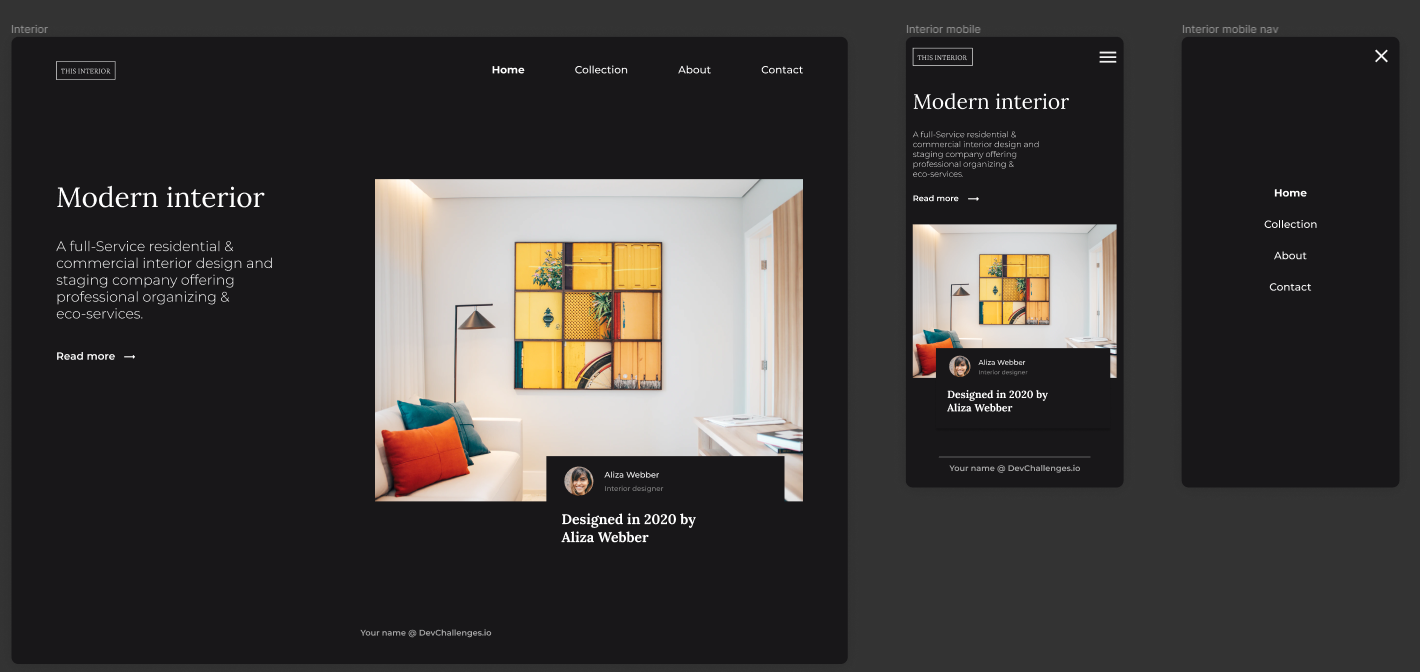 Interior
THIS INTERIOR
Home
Collection
About
Contact
Modern interior
A full-Service residential &
commercial interior design and
staging company offering
professional organizing &
eco-services.
Read more
Aliza Webber
Interior designer
Designed in 2020 by
Aliza Webber
Your name @ DevChallenges.io
Interior mobile
THIS INTERIOR
Modern interior
A full-Service residential &
commercial interior design and
staging company offering
professional organizing &
eco-services.
Read more
Aliza Webber
Interior designer
Designed in 2020 by
Aliza Webber
Your name @ DevChallenges.io
Interior mobile nav
Home
Collection
About
Contact